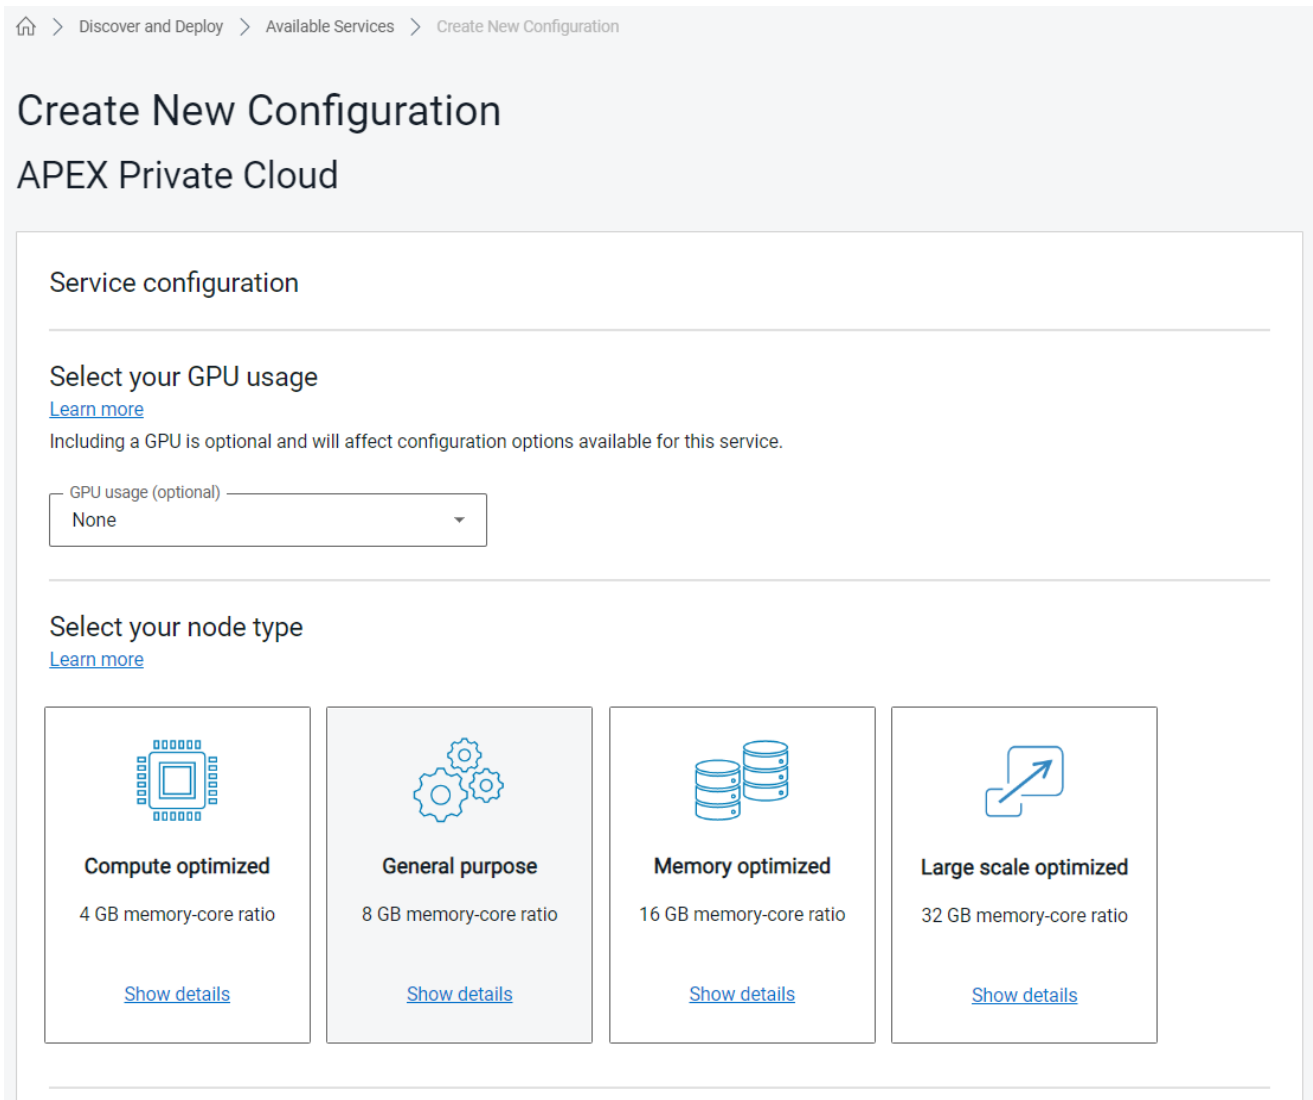 Discover and Deploy > Available Services > Create New Configuration
Create New Configuration
APEX Private Cloud
Service configuration
Select your GPU usage
Learn more
Including a GPU is optional and will affect configuration options available for this service.
GPU usage (optional)
None
Select your node type
Learn more
Compute optimized
4 GB memory-core ratio
Show details
General purpose
8 GB memory-core ratio
Show details
Memory optimized
16 GB memory-core ratio
Show details
Large scale optimized
32 GB memory-core ratio
Show details